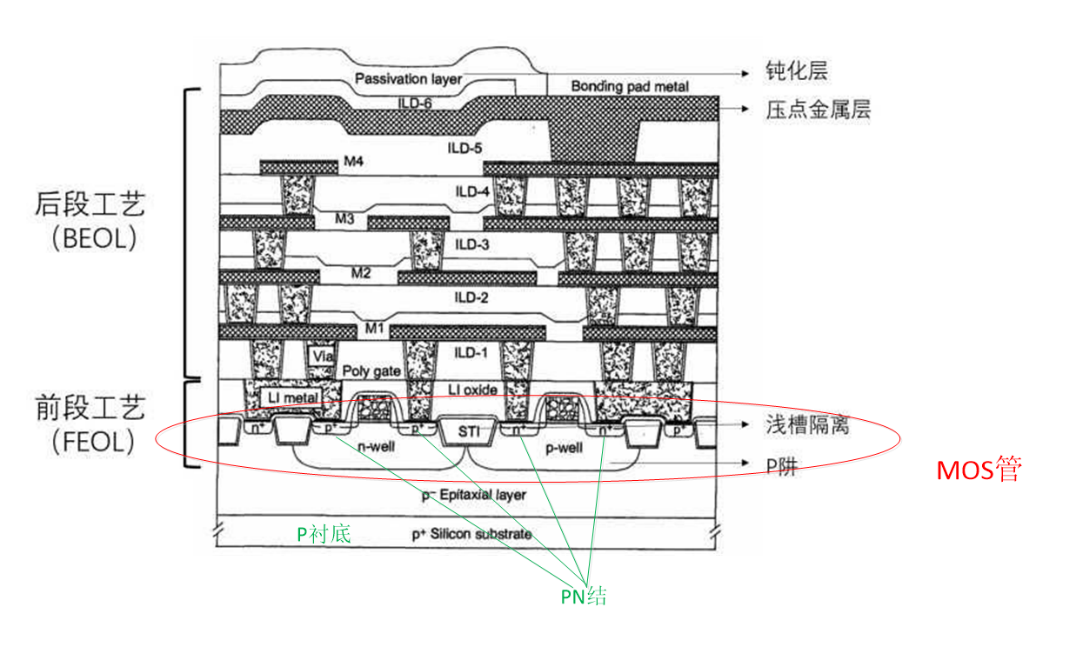 钝化层
Passivation layer
Bonding pad metal
ILD-6
压点金属层
ILD-5
M4
后段工艺
（BEOL）
ILD-4
M3
ILD-3
M2
ILD-2
M1
Via
ILD-1
Poly gate
前段工艺
（FEOL）
LI metal
LI oxide
n+
p+
p+
STI
n+
n+
p+
浅槽隔离
n-well
p-well
P阱
MOS管
p− Epitaxial layer
P衬底
p+ Silicon substrate
PN结